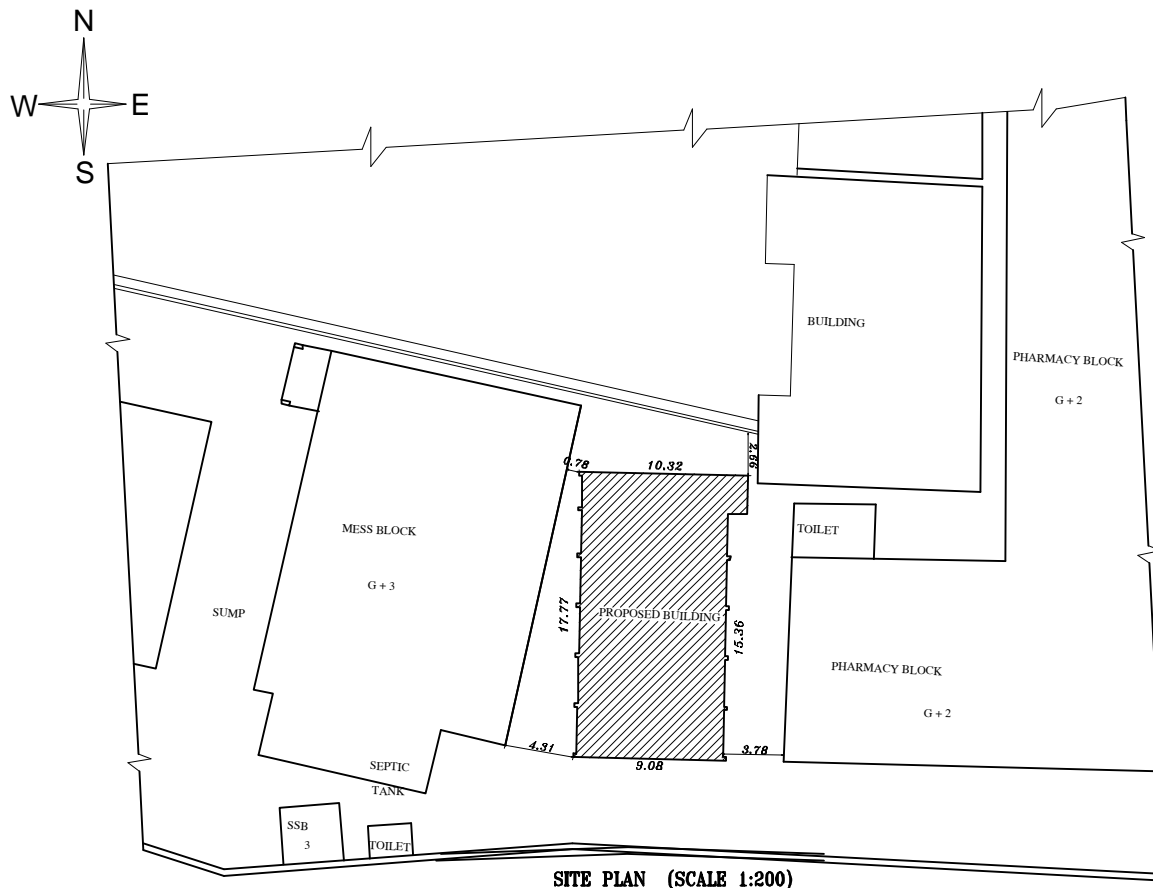 N
W E
S
BUILDING
PHARMACY BLOCK
G + 2
2.66
0.78
10.32
MESS BLOCK
TOILET
G + 3
SUMP
17.77
PROPOSED BUILDING
15.36
PHARMACY BLOCK
G + 2
4.31
3.78
9.08
SEPTIC
TANK
SSB
3
TOILET
SITE PLAN (SCALE 1:200)